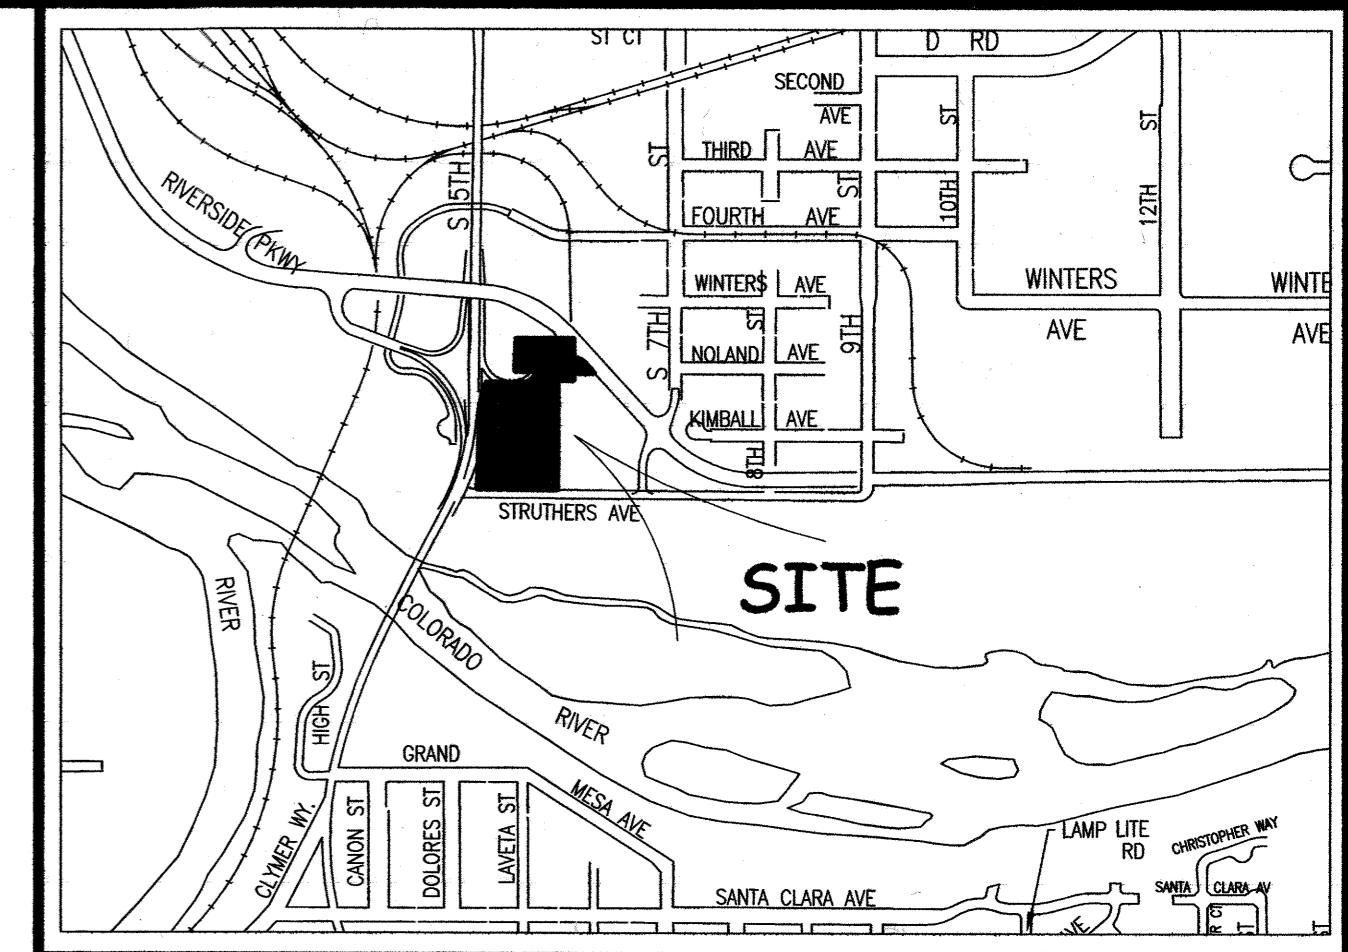 ST CT
D RD
SECOND
AVE
ST
ST
THIRD AVE
ST
S 5TH
RIVERSIDE PKWY
ST
10TH
12TH
FOURTH AVE
WINTERS AVE
WINTERS
AVE
WINTE
AVE
S 7TH
ST
9TH
NOLAND AVE
KIMBALL AVE
8TH
STRUTHERS AVE
SITE
RIVER
COLORADO
RIVER
HIGH ST
GRAND
MESA AVE
CLYMER WY.
CANON ST
DOLORES ST
LAVETA ST
LAMP LITE
RD
CHRISTOPHER WAY
SANTA CLARA AVE
SANTA CLARA AV
R CI
ST
VE